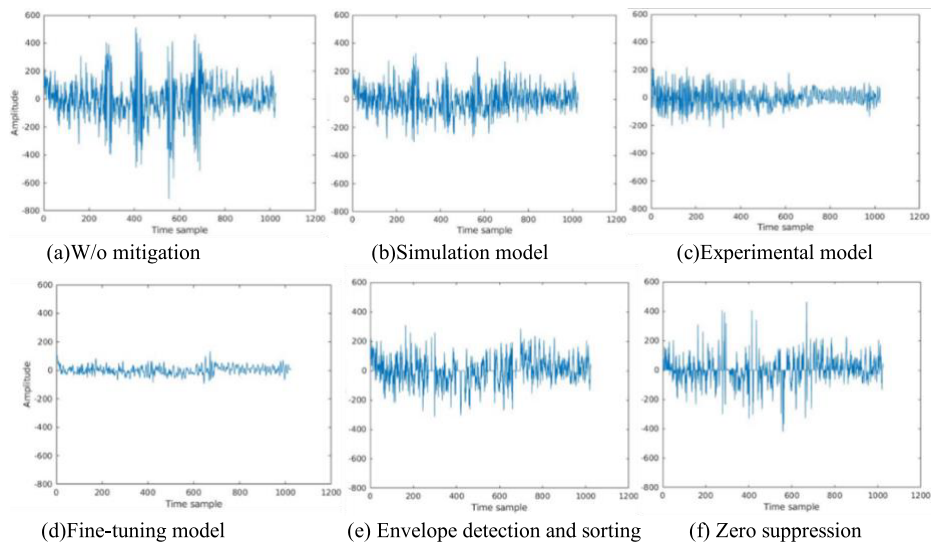 600
400
200
0
-200
-400
-600
-800
Amplitude
0 200 400 600 800 1000 1200
Time sample
(a)W/o mitigation
600
400
200
0
-200
-400
-600
-800
0 200 400 600 800 1000 1200
Time sample
(b)Simulation model
600
400
200
0
-200
-400
-600
-800
0 200 400 600 800 1000 1200
Time sample
(c)Experimental model
600
400
200
0
-200
-400
-600
-800
Amplitude
0 200 400 600 800 1000 1200
Time sample
(d)Fine-tuning model
600
400
200
0
-200
-400
-600
-800
0 200 400 600 800 1000 1200
Time sample
(e) Envelope detection and sorting
600
400
200
0
-200
-400
-600
-800
0 200 400 600 800 1000 1200
Time sample
(f) Zero suppression